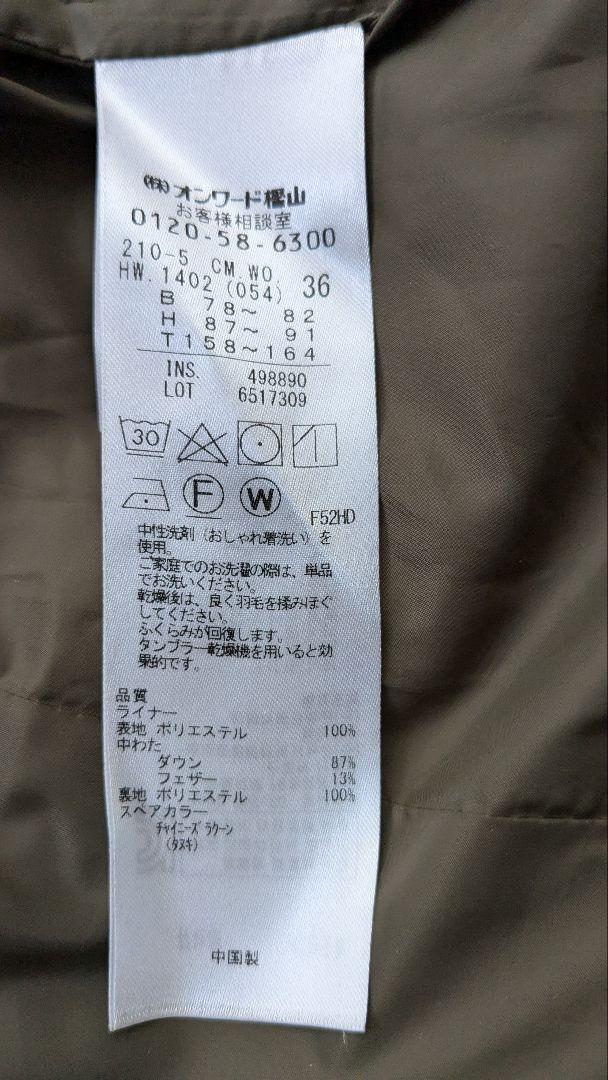 (株)オンワード樫山
お客様相談室
0120-58-6300
210-5 CM.WO
HW.1402 (054) 36
B 78～ 82
H 87～ 91
T158～164
INS. 498890
LOT 6517309
30
F W F52HD
中性洗剤（おしゃれ着洗い）を
使用。
ご家庭でのお洗濯の際は、単品
でお洗いください。
乾燥後は、良く羽毛を揉みほぐ
してください。
ふくらみが回復します。
タンブラー乾燥機を用いると効
果的です。
品質
ライナー
表地 ポリエステル 100%
中わた
ダウン 87%
フェザー 13%
裏地 ポリエステル 100%
スペアカラー
ﾁｬｲﾆｰｽﾞﾗｸｰﾝ
(ﾀﾇｷ)
中国製